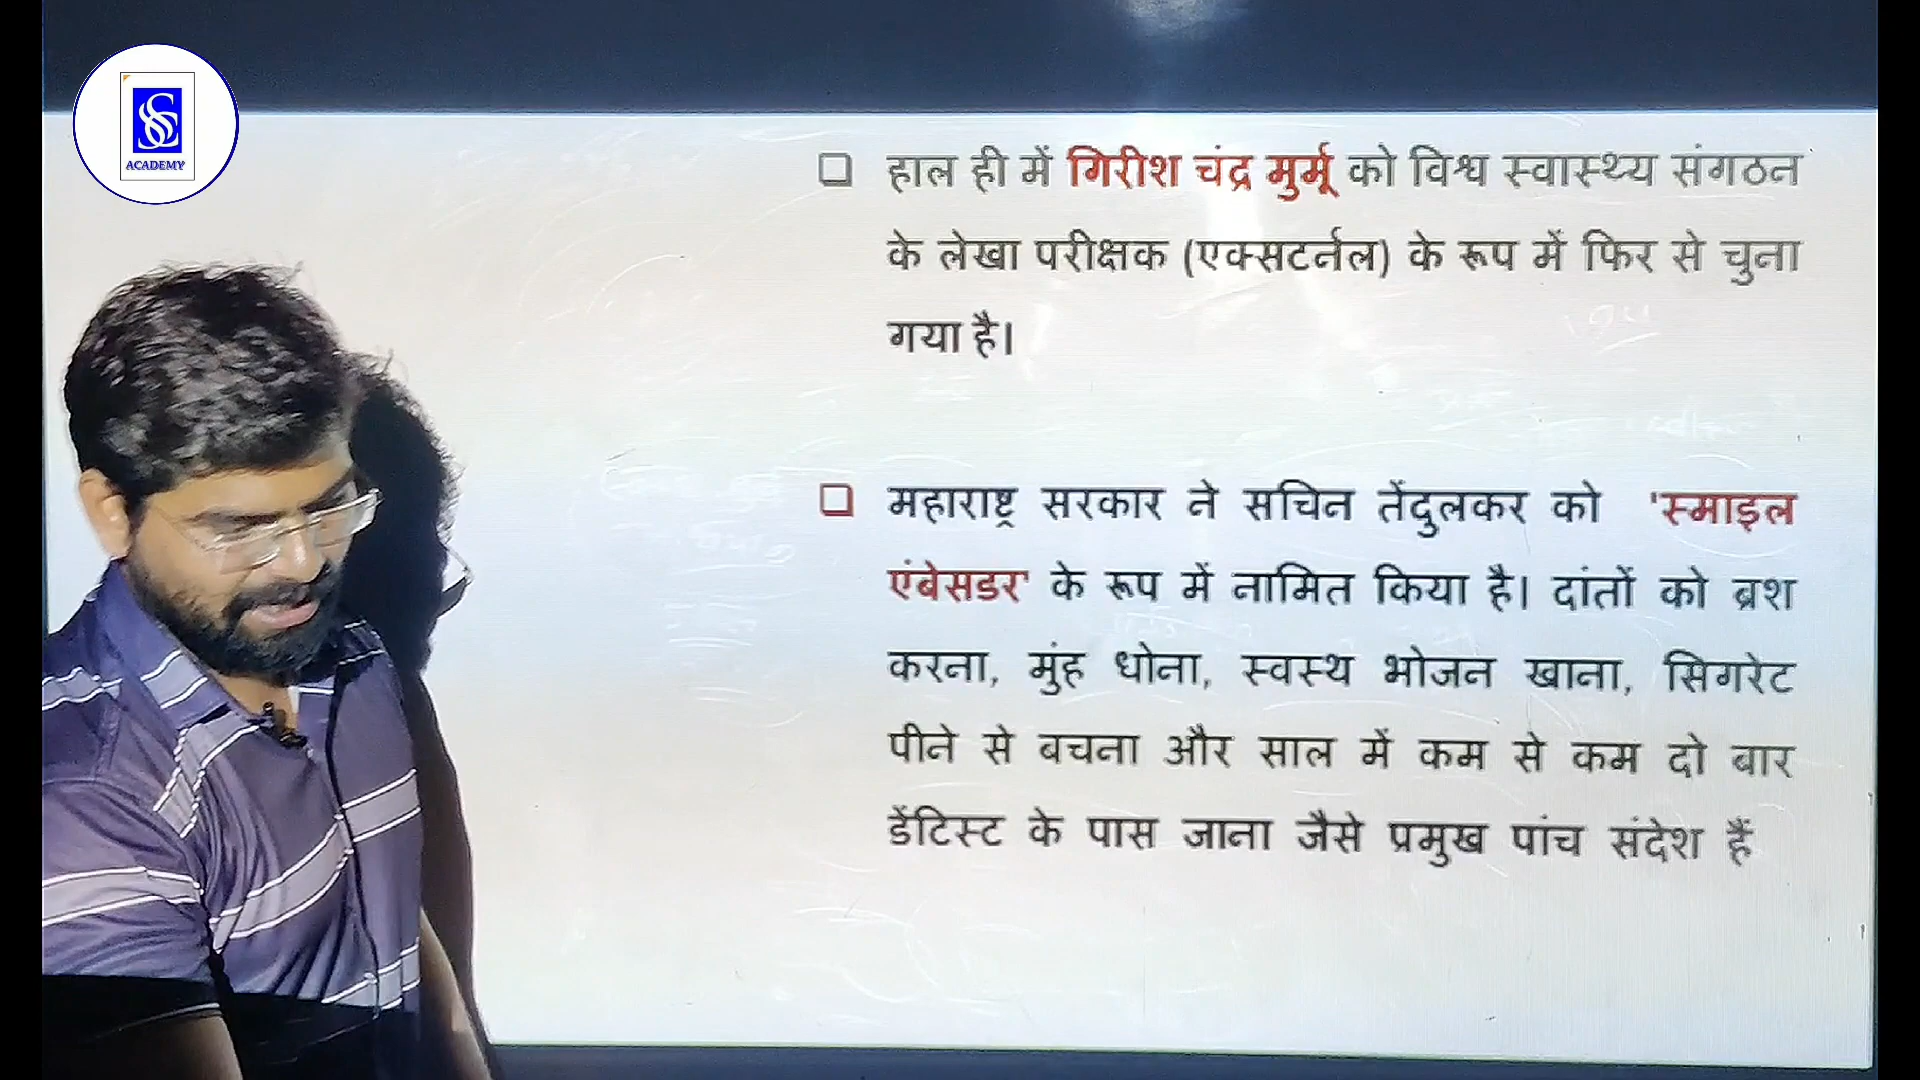 SSC
ACADEMY
हाल ही में गिरीश चंद्र मुर्मू को विश्व स्वास्थ्य संगठन
के लेखा परीक्षक (एक्सटर्नल) के रूप में फिर से चुना
गया है।
महाराष्ट्र सरकार ने सचिन तेंदुलकर को 'स्माइल
एंबेसडर' के रूप में नामित किया है। दांतों को ब्रश
करना, मुंह धोना, स्वस्थ भोजन खाना, सिगरेट
पीने से बचना और साल में कम से कम दो बार
डेंटिस्ट के पास जाना जैसे प्रमुख पांच संदेश हैं